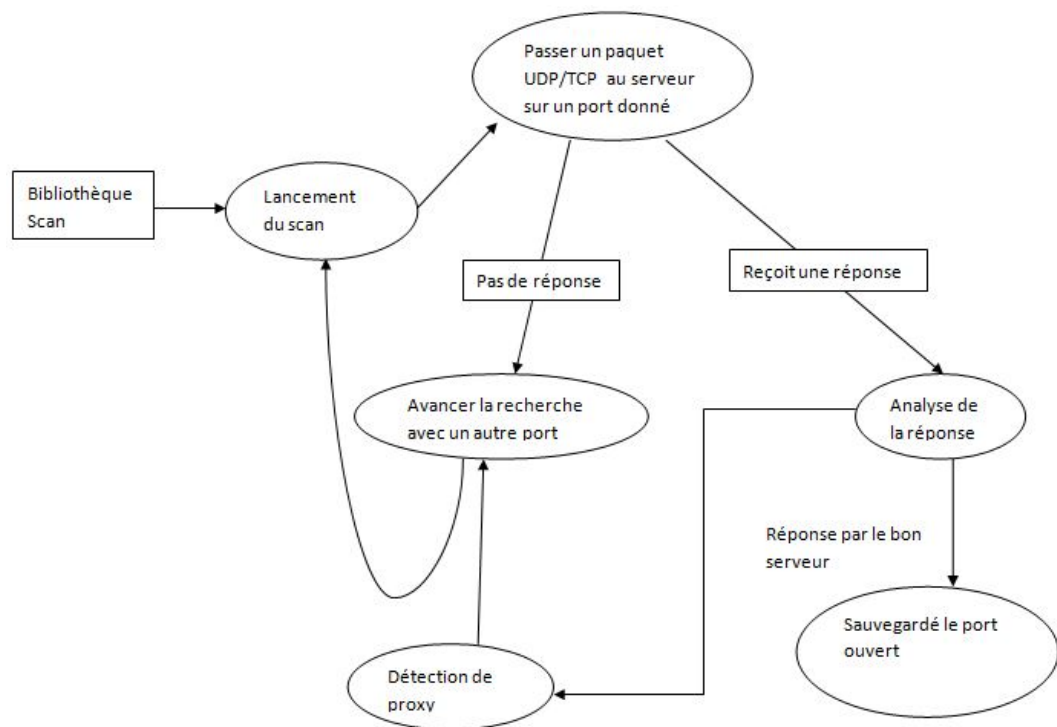 Passer un paquet
UDP/TCP au serveur
sur un port donné
Bibliothèque
Scan
Lancement
du scan
Pas de réponse
Reçoit une réponse
Avancer la recherche
avec un autre port
Analyse de
la réponse
Réponse par le bon
serveur
Sauvegardé le port
ouvert
Détection de
proxy